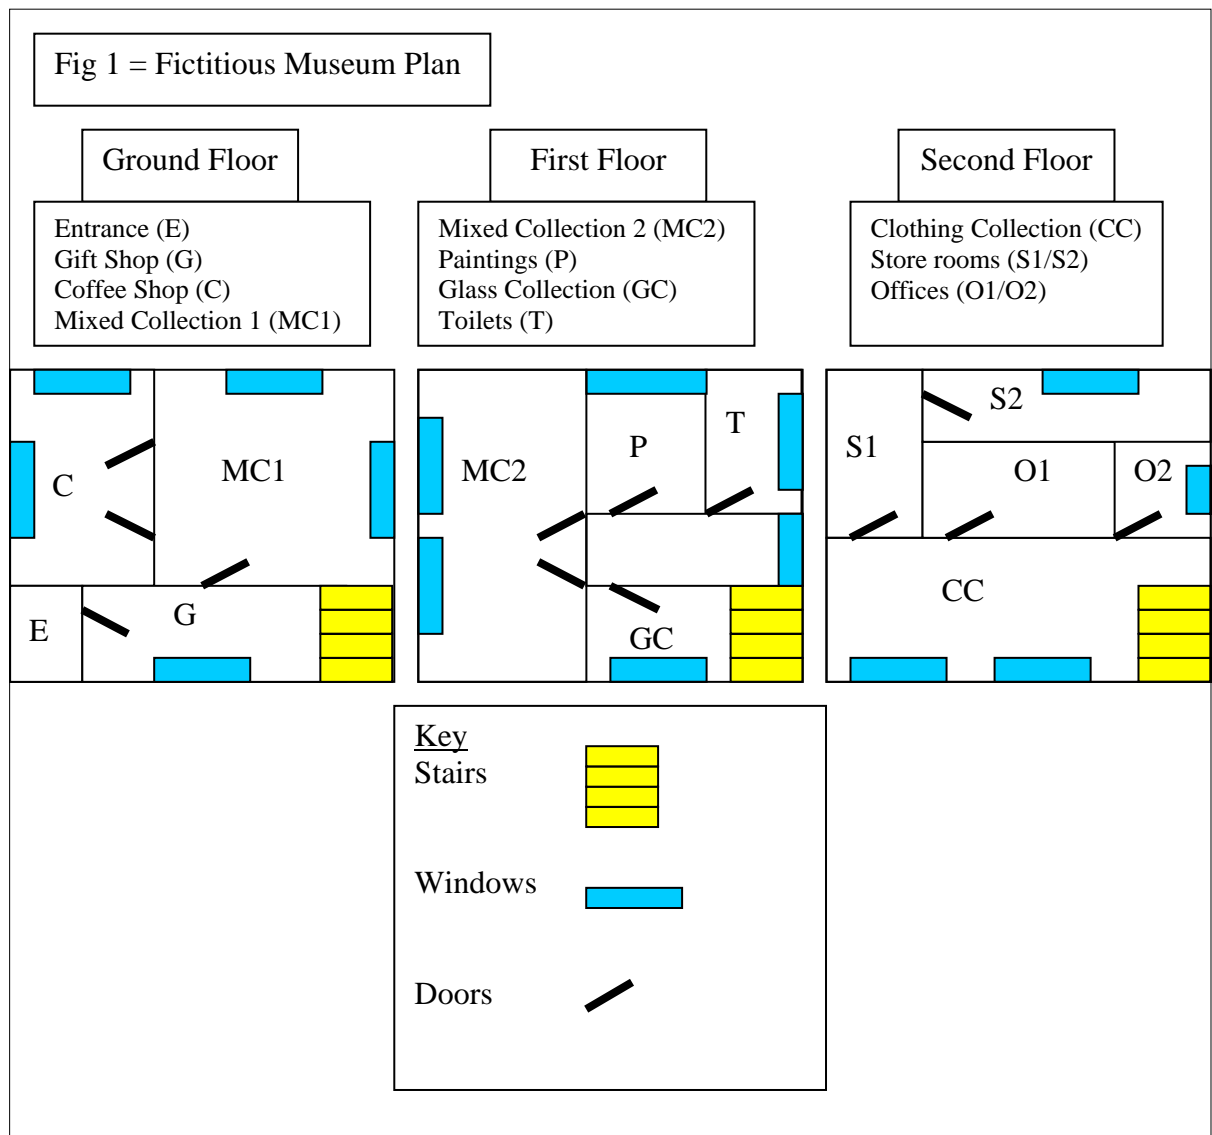 Fig 1 = Fictitious Museum Plan
Ground Floor
Entrance (E)
Gift Shop (G)
Coffee Shop (C)
Mixed Collection 1 (MC1)
First Floor
Mixed Collection 2 (MC2)
Paintings (P)
Glass Collection (GC)
Toilets (T)
Second Floor
Clothing Collection (CC)
Store rooms (S1/S2)
Offices (O1/O2)
C
MC1
E
G
MC2
P
T
GC
S1
S2
O1
O2
CC
Key
Stairs
Windows
Doors